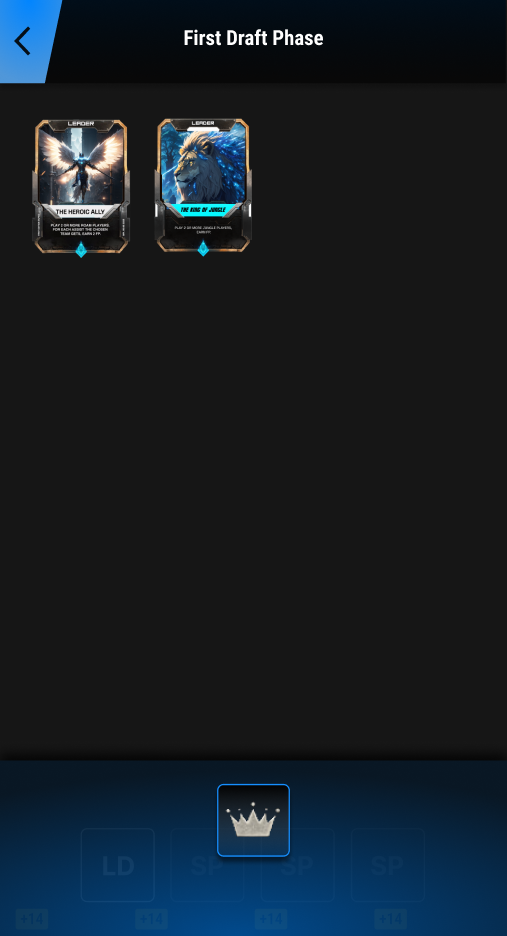 First Draft Phase
LEADER
THE HEROIC ALLY
PLAY 2 OR MORE ROAM PLAYERS.
FOR EACH ASSIST THE CHOSEN
TEAM GETS, EARN 2 FP.
LEADER
THE KING OF JUNGLE
PLAY 2 OR MORE JUNGLE PLAYERS,
LD
SP
SP
SP
+14
+14
+14
+14